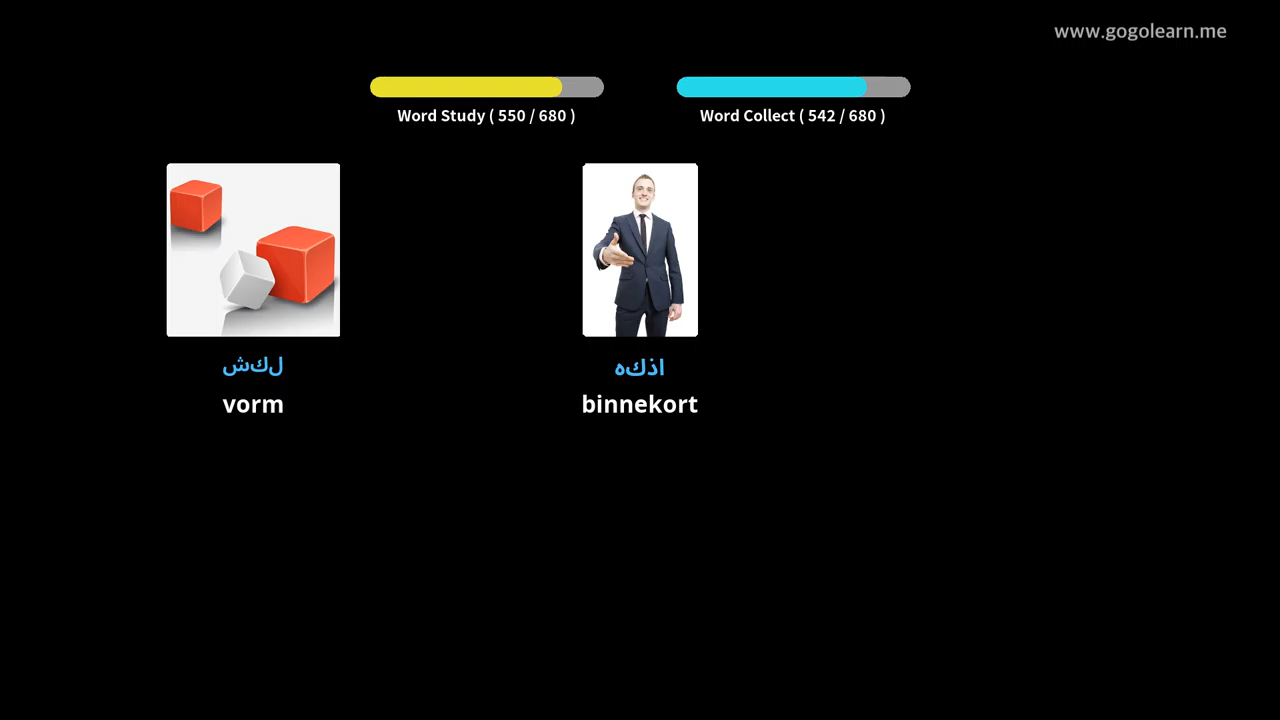 www.gogolearn.me
Word Study ( 550 / 680 )
Word Collect ( 542 / 680 )
لكش
اذكه
vorm
binnekort